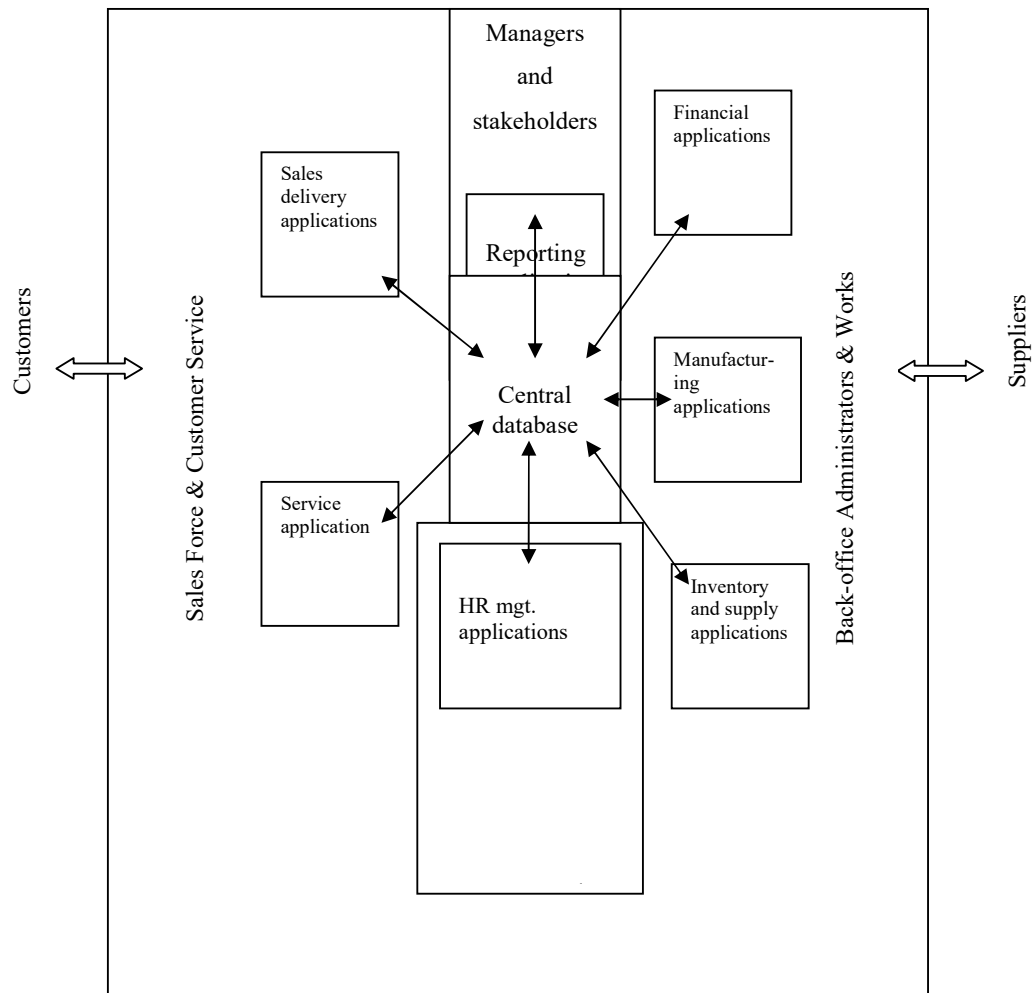 Managers
and
stakeholders
Financial
applications
Sales
delivery
applications
Reporting
Customers
Sales Force & Customer Service
Central
database
Manufactur-
ing
applications
Back-office Administrators & Works
Suppliers
Service
application
HR mgt.
applications
Inventory
and supply
applications